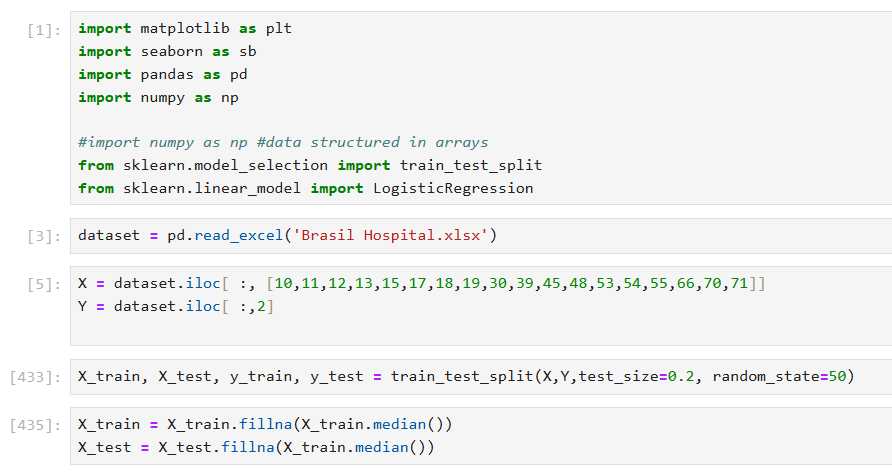 [1]:
import matplotlib as plt
import seaborn as sb
import pandas as pd
import numpy as np
#import numpy as np #data structured in arrays
from sklearn.model_selection import train_test_split
from sklearn.linear_model import LogisticRegression
[3]:
dataset = pd.read_excel('Brasil Hospital.xlsx')
[5]:
X = dataset.iloc[ :, [10,11,12,13,15,17,18,19,30,39,45,48,53,54,55,66,70,71]]
Y = dataset.iloc[ :,2]
[433]:
X_train, X_test, y_train, y_test = train_test_split(X,Y,test_size=0.2, random_state=50)
[435]:
X_train = X_train.fillna(X_train.median())
X_test = X_test.fillna(X_train.median())